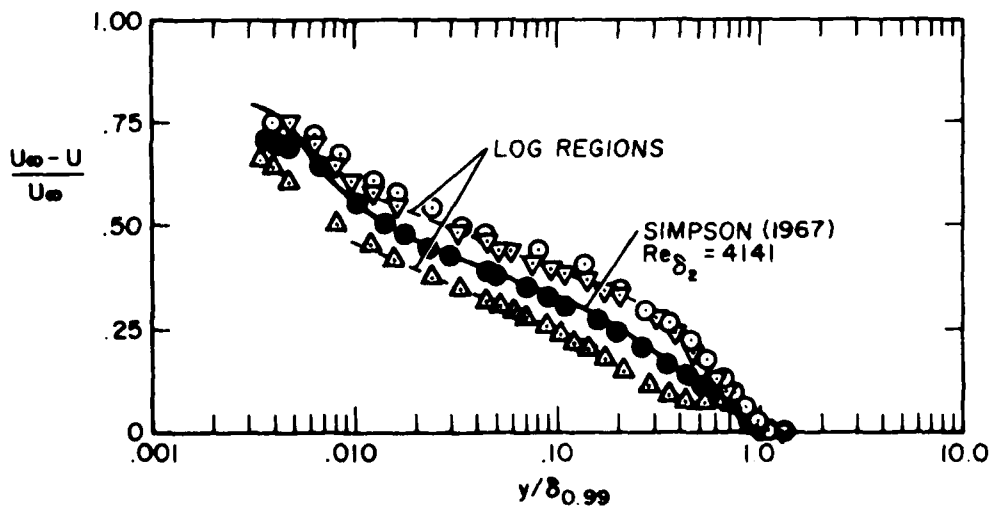 1.00
.75
.50
.25
0
U∞ - U
U∞
LOG REGIONS
SIMPSON (1967)
Reδ₂ = 4141
.001
.010
.10
1.0
10.0
y/δ0.99